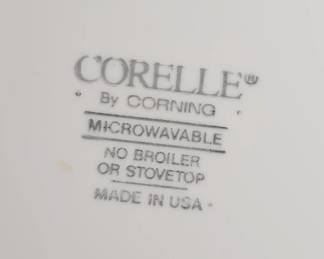 CORELLE®
By CORNING
MICROWAVABLE
NO BROILER
OR STOVETOP
MADE IN USA